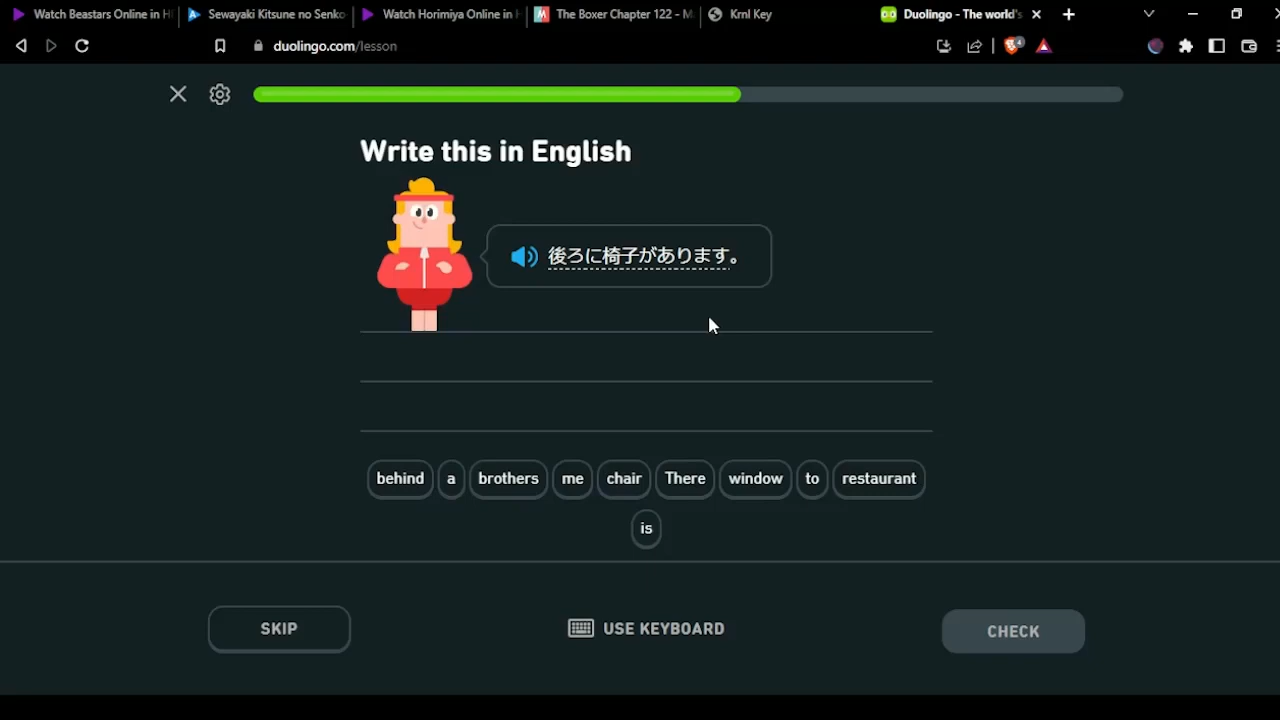 Watch Beastars Online in H
Sewayaki Kitsune no Senko
Watch Horimiya Online in H
The Boxer Chapter 122 - M
Krnl Key
Duolingo - The world's
duolingo.com/lesson
4
Write this in English
後ろに椅子があります。
behind a brothers me chair There window to restaurant
is
SKIP
USE KEYBOARD
CHECK